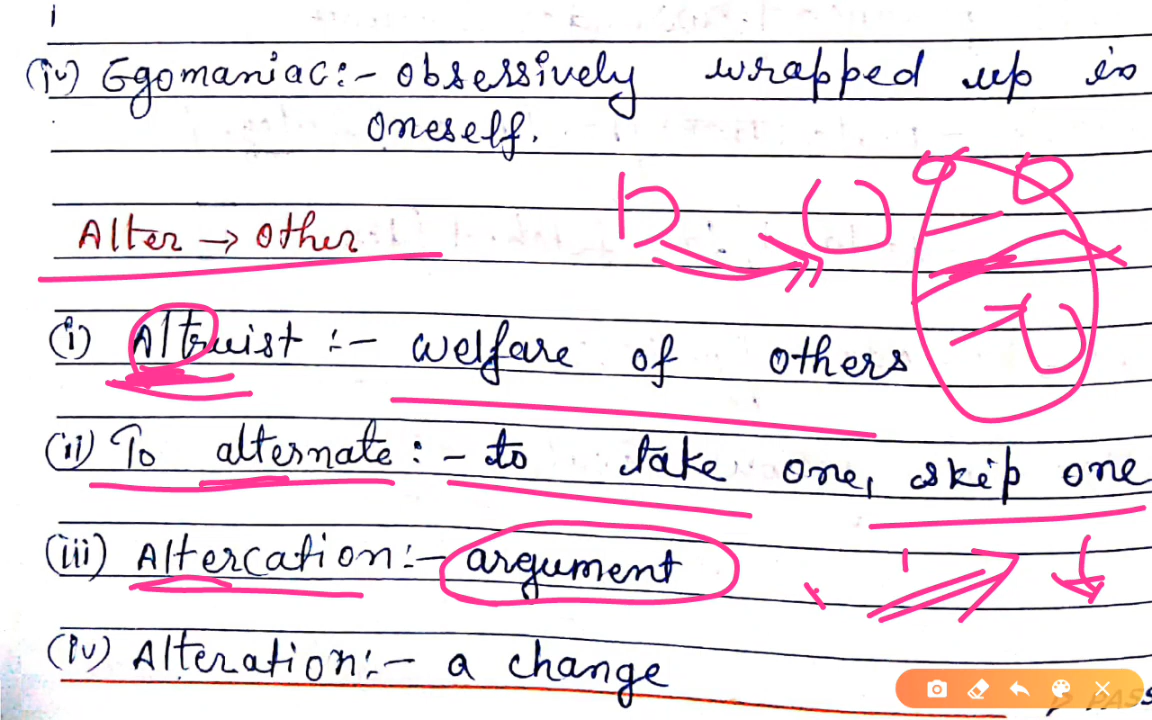 (iv) Egomaniac:- obsessively wrapped up in
oneself.
Alter → Other
(i) Altruist :- welfare of others
(ii) To alternate :- to take one, skip one
(iii) Altercation:- argument
(iv) Alteration:- a change